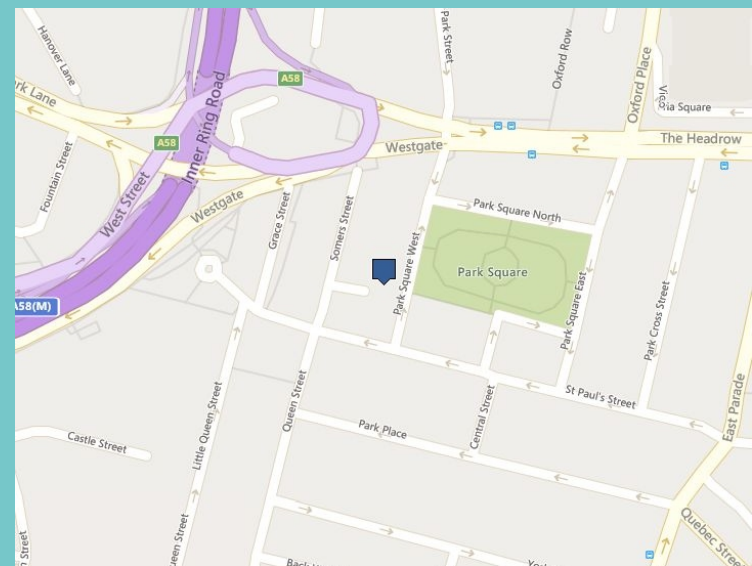 Hanover Lane
Park Street
Oxford Row
Oxford Place
A58
Inner Ring Road
ia Square
The Headrow
A58
Westgate
Fountain Street
West Street
Westgate
Grace Street
Somers Street
Park Square North
Park Square West
Park Square
Park Square East
Park Cross Street
A58(M)
St Paul's Street
East Parade
Little Queen Street
Queen Street
Central Street
Park Place
Castle Street
Quebec Street
ueen Street
n Street